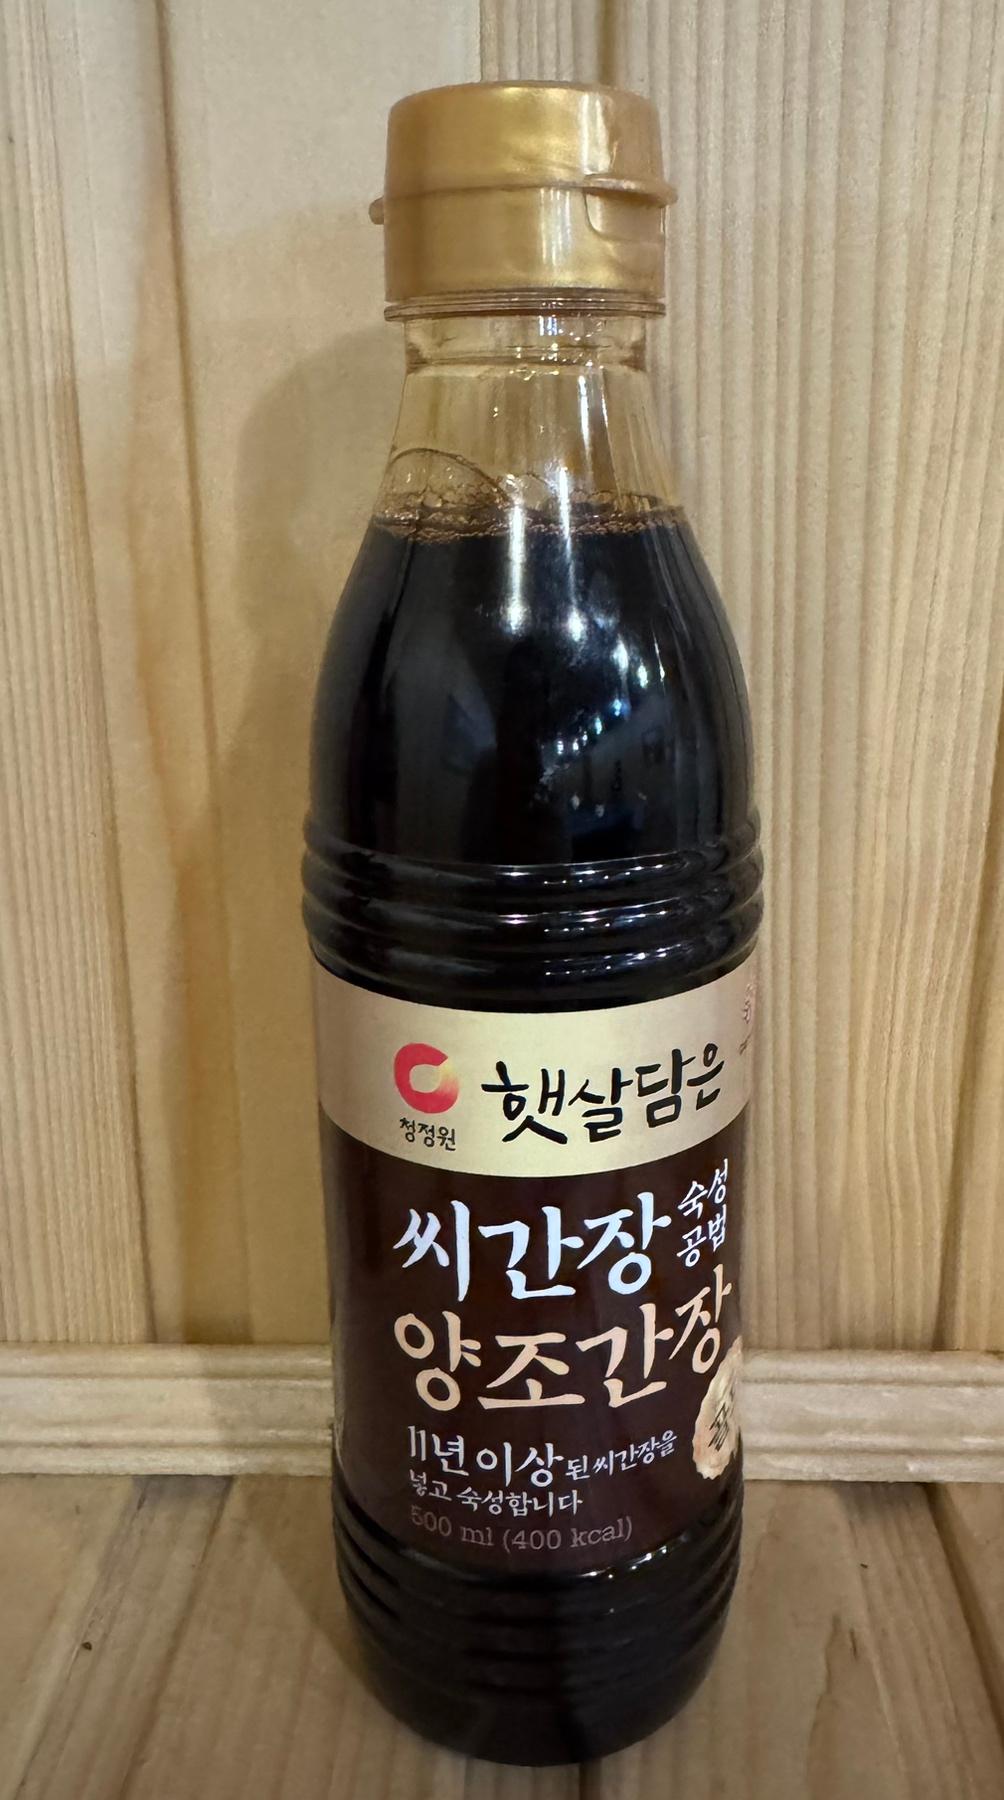 청정원
햇살담은
씨간장 숙성
공법
양조간장
11년 이상 된 씨간장을
넣고 숙성합니다
500 ml (400 kcal)